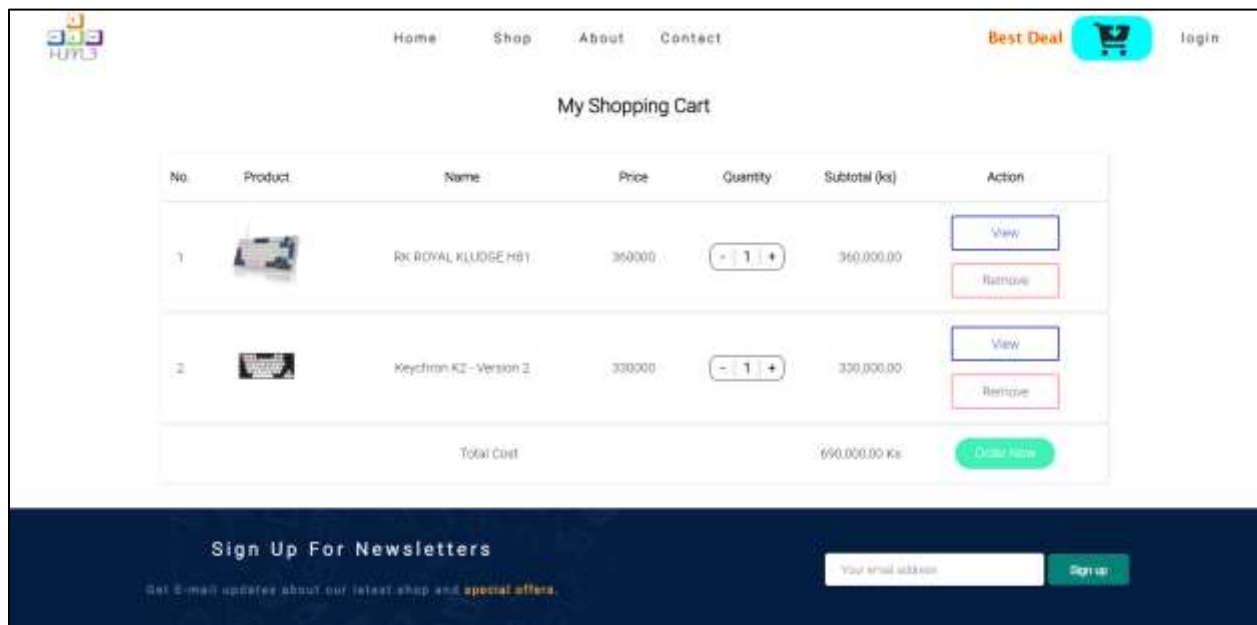 HJYL3
Home Shop About Contact Best Deal login
My Shopping Cart
No. Product Name Price Quantity Subtotal (ks) Action
1 RK ROYAL KLUDGE H81 360000 - 1 + 360,000.00 View
Remove
2 Keychron K2 - Version 2 330000 - 1 + 330,000.00 View
Remove
Total Cost 690,000.00 Ks Order Now
Sign Up For Newsletters
Your email address Sign up
Get E-mail updates about our latest shop and special offers.